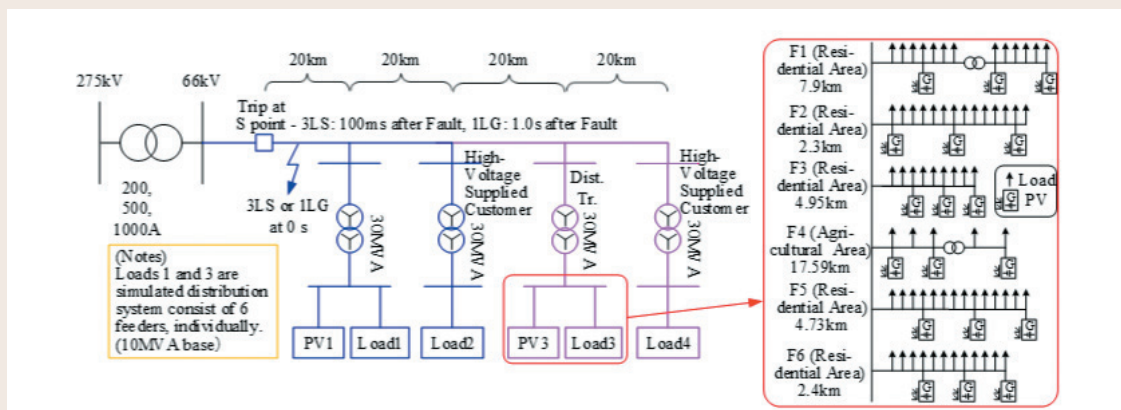 20km
20km
20km
20km
275kV
66kV
Trip at
S point - 3LS: 100ms after Fault, 1LG: 1.0s after Fault
200,
500,
1000A
3LS or 1LG
at 0 s
High-
Voltage
Supplied
Customer
Dist.
Tr.
High-
Voltage
Supplied
Customer
30MVA
30MVA
30MVA
30MVA
(Notes)
Loads 1 and 3 are
simulated distribution
system consist of 6
feeders, individually.
(10MVA base)
PV1
Load1
Load2
PV3
Load3
Load4
F1 (Resi-
dential Area)
7.9km
F2 (Resi-
dential Area)
2.3km
F3 (Resi-
dential Area)
4.95km
F4 (Agri-
cultural Area)
17.59km
F5 (Resi-
dential Area)
4.73km
F6 (Resi-
dential Area)
2.4km
Load
PV